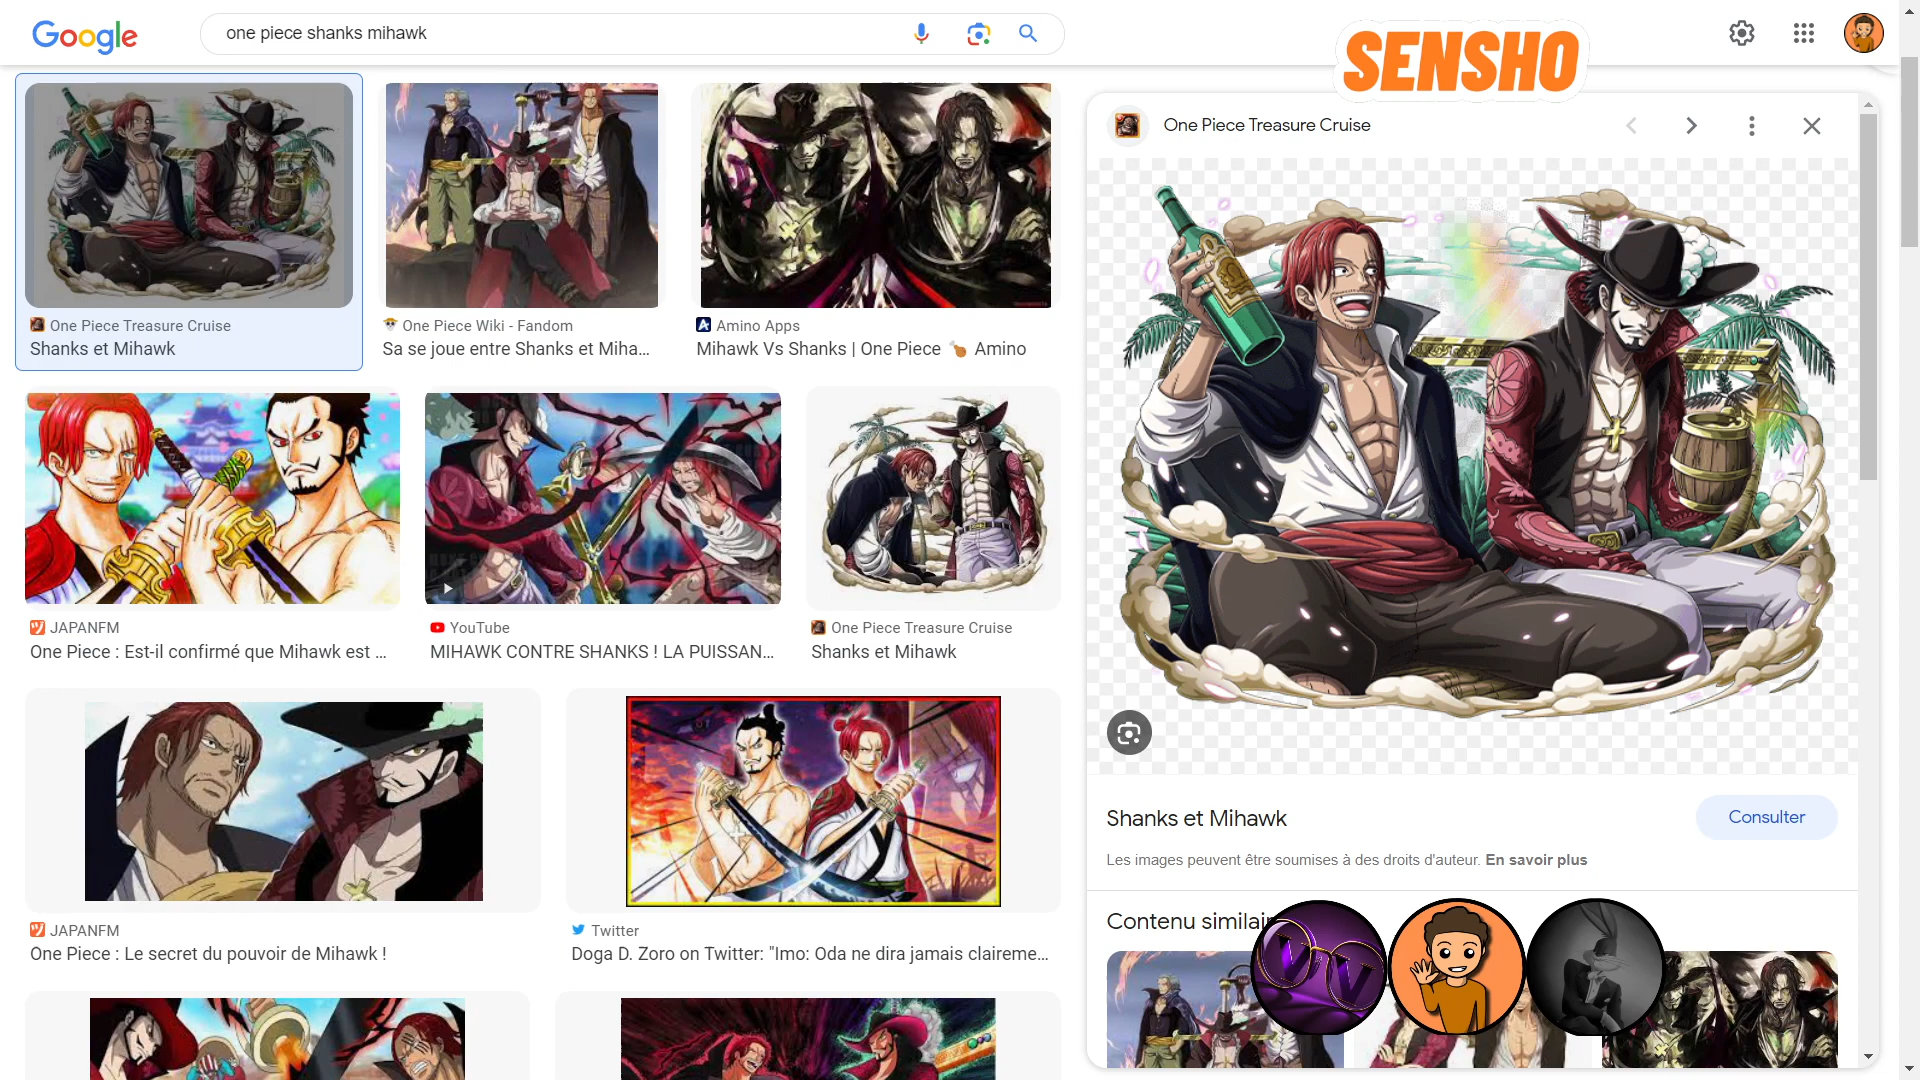 Google
one piece shanks mihawk
SENSHO
One Piece Treasure Cruise
Shanks et Mihawk
One Piece Wiki - Fandom
Sa se joue entre Shanks et Miha...
Amino Apps
Mihawk Vs Shanks | One Piece 🍗 Amino
One Piece Treasure Cruise
JAPANFM
One Piece : Est-il confirmé que Mihawk est ...
YouTube
MIHAWK CONTRE SHANKS ! LA PUISSAN...
One Piece Treasure Cruise
Shanks et Mihawk
JAPANFM
One Piece : Le secret du pouvoir de Mihawk !
Twitter
Doga D. Zoro on Twitter: "Imo: Oda ne dira jamais claireme...
Shanks et Mihawk
Consulter
Les images peuvent être soumises à des droits d'auteur. En savoir plus
Contenu similair